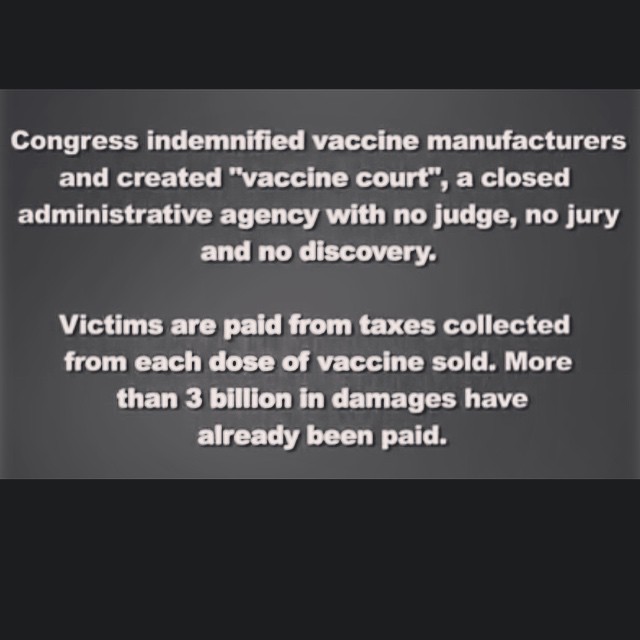 Congress indemnified vaccine manufacturers
and created "vaccine court", a closed
administrative agency with no judge, no jury
and no discovery.
Victims are paid from taxes collected
from each dose of vaccine sold. More
than 3 billion in damages have
already been paid.